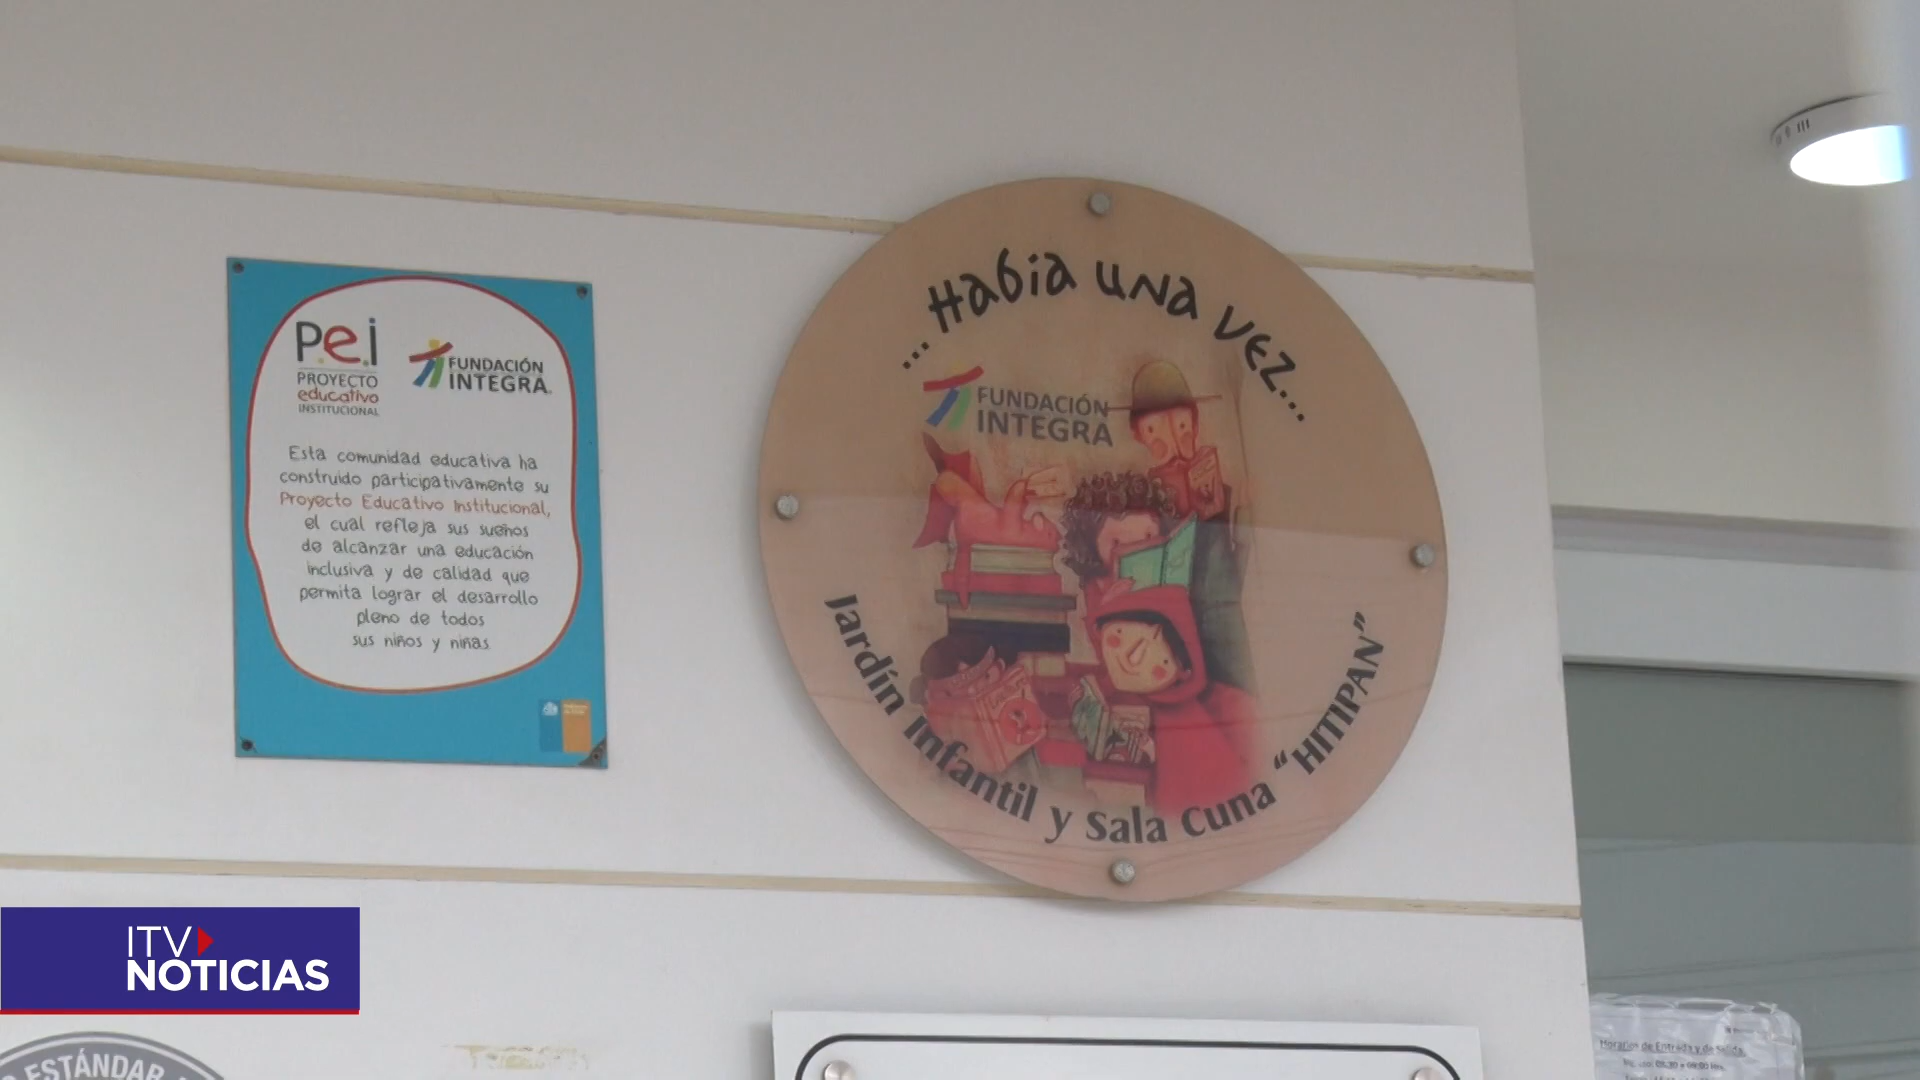 P.e.i
PROYECTO
educativo
INSTITUCIONAL
FUNDACIÓN
INTEGRA
Esta comunidad educativa ha
construido participativamente su
Proyecto Educativo Institucional,
el cual refleja sus sueños
de alcanzar una educación
inclusiva y de calidad que
permita lograr el desarrollo
pleno de todos
sus niños y niñas
... Había una vez...
FUNDACIÓN
INTEGRA
Jardín Infantil y Sala Cuna "HITIPAN"
ITV
NOTICIAS
ESTÁNDAR
Horarios de Entrada y de Salida